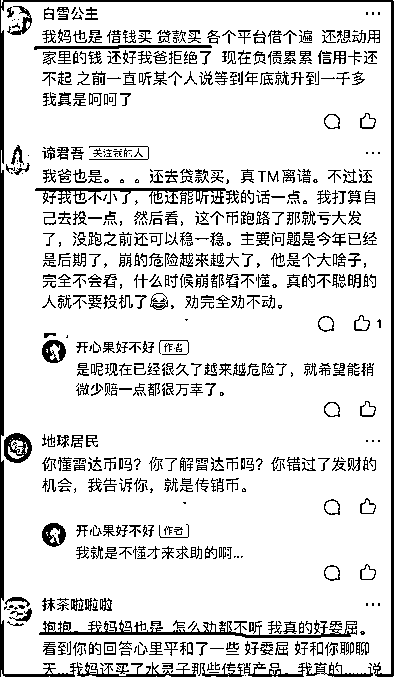 白雪公主
我妈也是 借钱买 贷款买 各个平台借个遍 还想动用
家里的钱 还好我爸拒绝了 现在负债累累 信用卡还
不起 之前一直听某个人说等到年底就升到一千多
我真是呵呵了
谛君吾 关注我的人
我爸也是。。。还去贷款买，真TM离谱。不过还
好我也不小了，他还能听进我的话一点。我打算自
己去投一点，然后看，这个币跑路了那就亏大发
了，没跑之前还可以稳一稳。主要问题是今年已经
是后期了，崩的危险越来越大了，他是个大啥子，
完全不会看，什么时候崩都看不懂。真的不聪明的
人就不要投机了😂，劝完全劝不动。
1
开心果好不好 作者
是呢现在已经很久了越来越危险了，就希望能稍
微少赔一点都很万幸了。
地球居民
你懂雷达币吗？你了解雷达币吗？你错过了发财的
机会，我告诉你，就是传销币。
开心果好不好 作者
我就是不懂才来求助的啊...
抹茶啦啦啦
抱抱。我妈妈也是 怎么劝都不听 我真的好委屈。
看到你的回答心里平和了一些 好委屈 好和你聊聊
天...我妈还买了水灵子那些传销产品。我真的......说